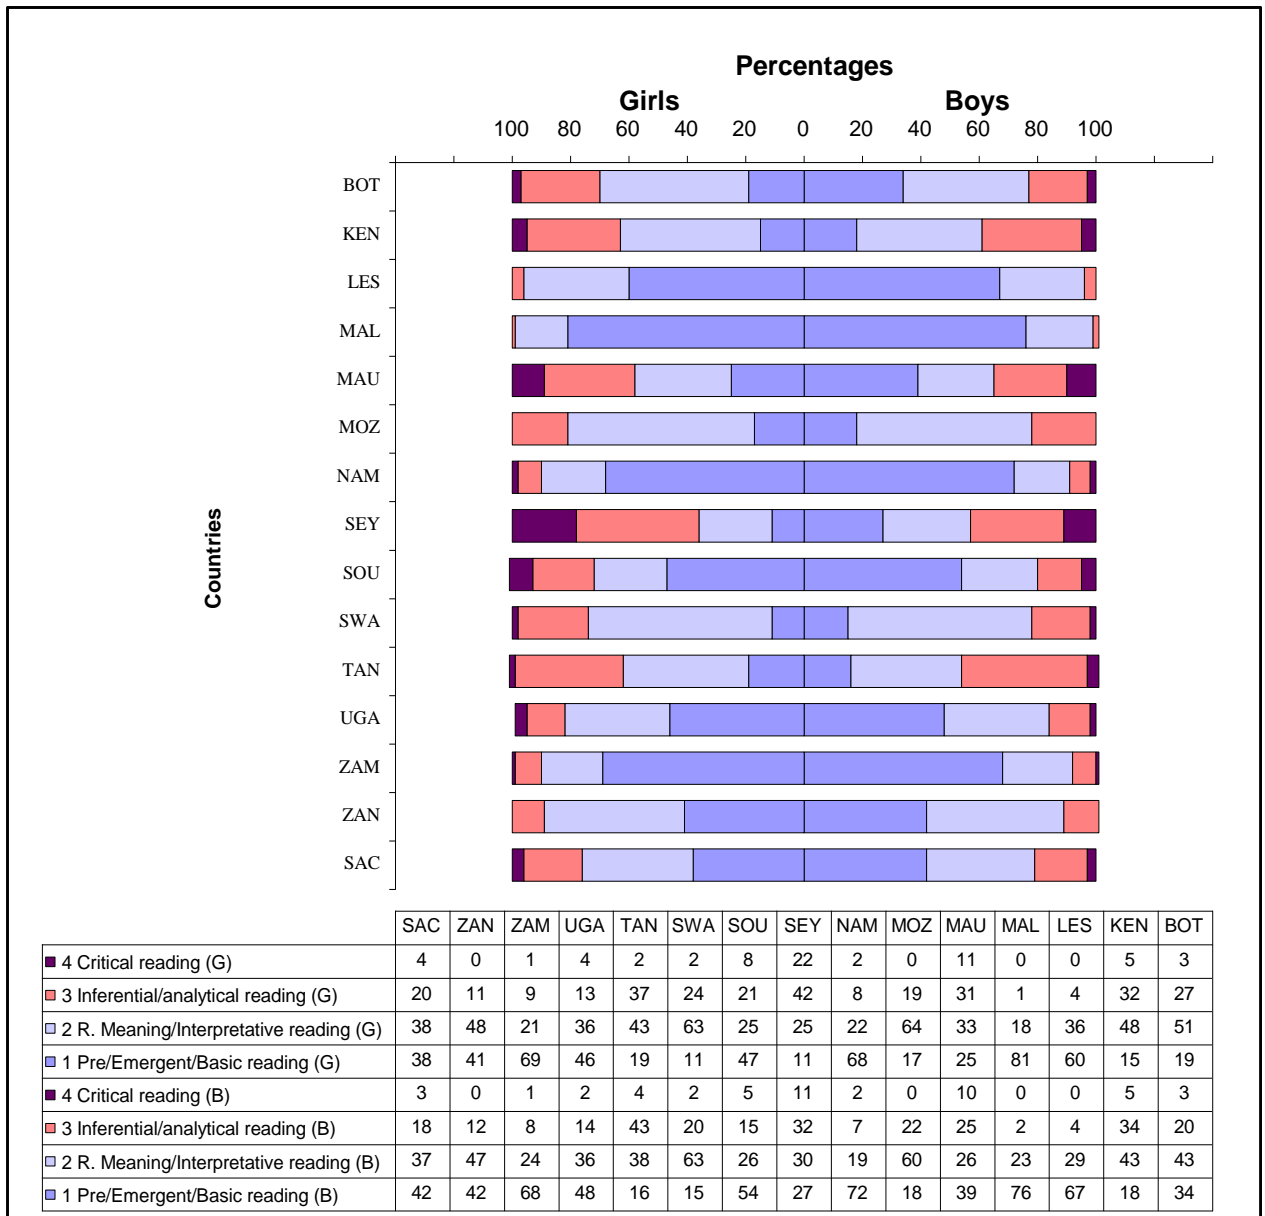 Percentages
Girls Boys
100 80 60 40 20 0 20 40 60 80 100
BOT
KEN
LES
MAL
MAU
MOZ
NAM
SEY
SOU
SWA
TAN
UGA
ZAM
ZAN
SAC
Countries
SAC ZAN ZAM UGA TAN SWA SOU SEY NAM MOZ MAU MAL LES KEN BOT
4 Critical reading (G) 4 0 1 4 2 2 8 22 2 0 11 0 0 5 3
3 Inferential/analytical reading (G) 20 11 9 13 37 24 21 42 8 19 31 1 4 32 27
2 R. Meaning/Interpretative reading (G) 38 48 21 36 43 63 25 25 22 64 33 18 36 48 51
1 Pre/Emergent/Basic reading (G) 38 41 69 46 19 11 47 11 68 17 25 81 60 15 19
4 Critical reading (B) 3 0 1 2 4 2 5 11 2 0 10 0 0 5 3
3 Inferential/analytical reading (B) 18 12 8 14 43 20 15 32 7 22 25 2 4 34 20
2 R. Meaning/Interpretative reading (B) 37 47 24 36 38 63 26 30 19 60 26 23 29 43 43
1 Pre/Emergent/Basic reading (B) 42 42 68 48 16 15 54 27 72 18 39 76 67 18 34